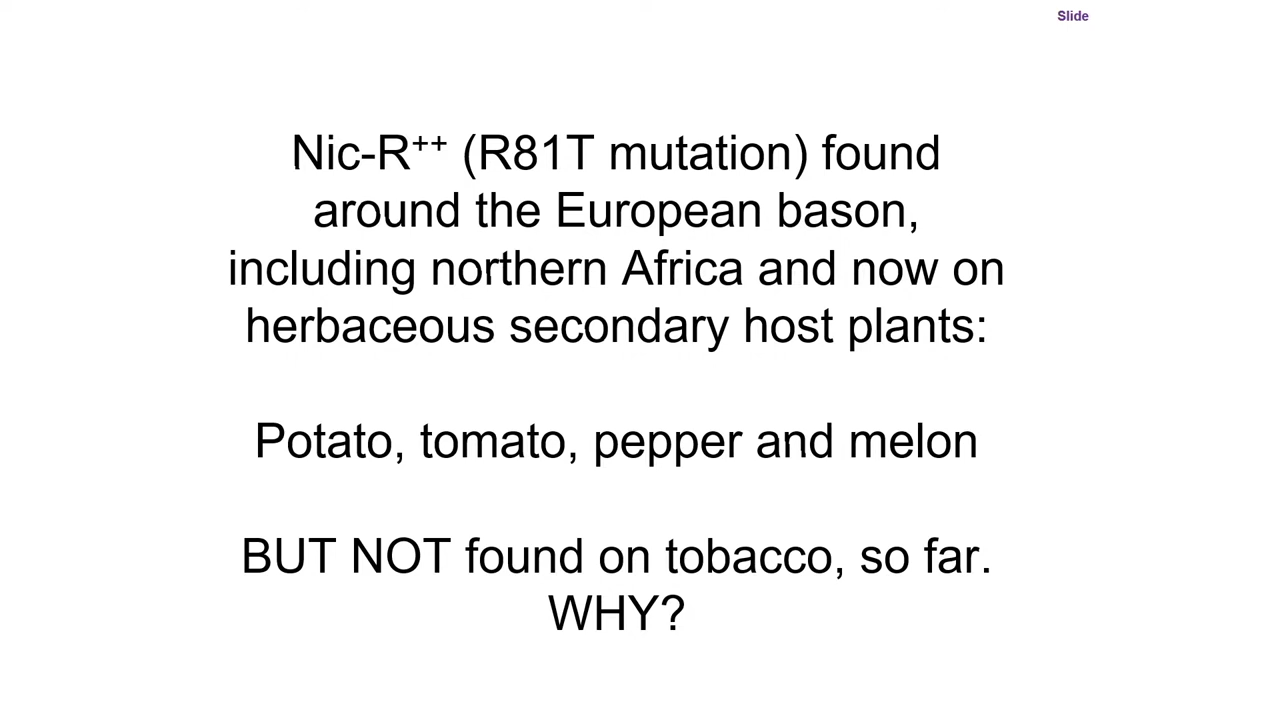 Slide
Nic-R⁺⁺ (R81T mutation) found
around the European bason,
including northern Africa and now on
herbaceous secondary host plants:
Potato, tomato, pepper and melon
BUT NOT found on tobacco, so far.
WHY?